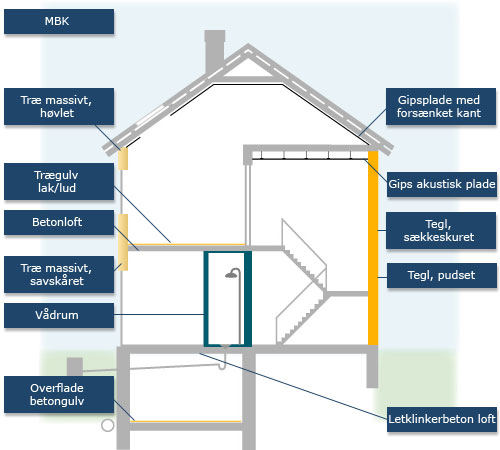 MBK
Træ massivt,
høvlet
Trægulv
lak/lud
Betonloft
Træ massivt,
savskåret
Vådrum
Overflade
betongulv
Gipsplade med
forsænket kant
Gips akustisk plade
Tegl,
sækkeskuret
Tegl, pudset
Letklinkerbeton loft